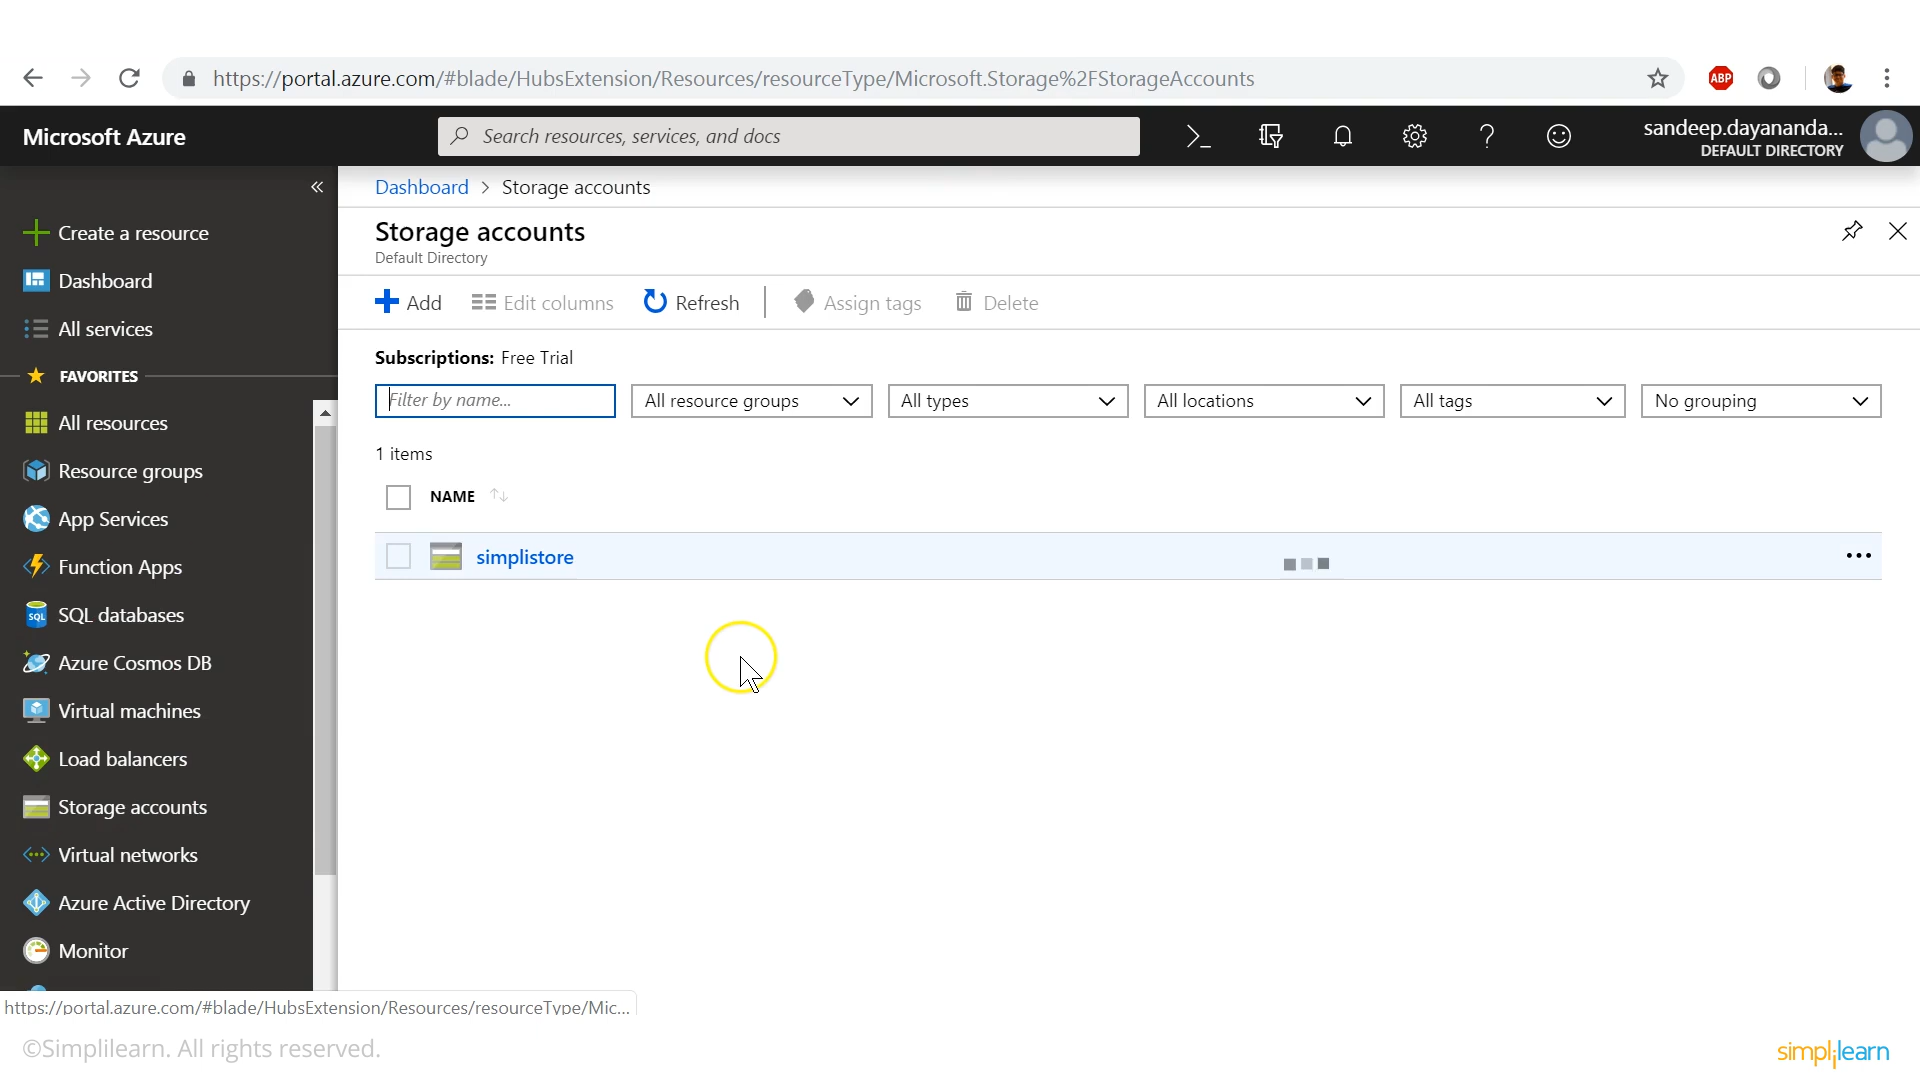 https://portal.azure.com/#blade/HubsExtension/Resources/resourceType/Microsoft.Storage%2FStorageAccounts
ABP
Microsoft Azure
Search resources, services, and docs
sandeep.dayananda...
DEFAULT DIRECTORY
Dashboard > Storage accounts
Storage accounts
Default Directory
Add
Edit columns
Refresh
Assign tags
Delete
Subscriptions: Free Trial
Filter by name...
All resource groups
All types
All locations
All tags
No grouping
1 items
NAME
simplistore
Create a resource
Dashboard
All services
FAVORITES
All resources
Resource groups
App Services
Function Apps
SQL
SQL databases
Azure Cosmos DB
Virtual machines
Load balancers
Storage accounts
Virtual networks
Azure Active Directory
Monitor
https://portal.azure.com/#blade/HubsExtension/Resources/resourceType/Mic...
©Simplilearn. All rights reserved.
simplilearn